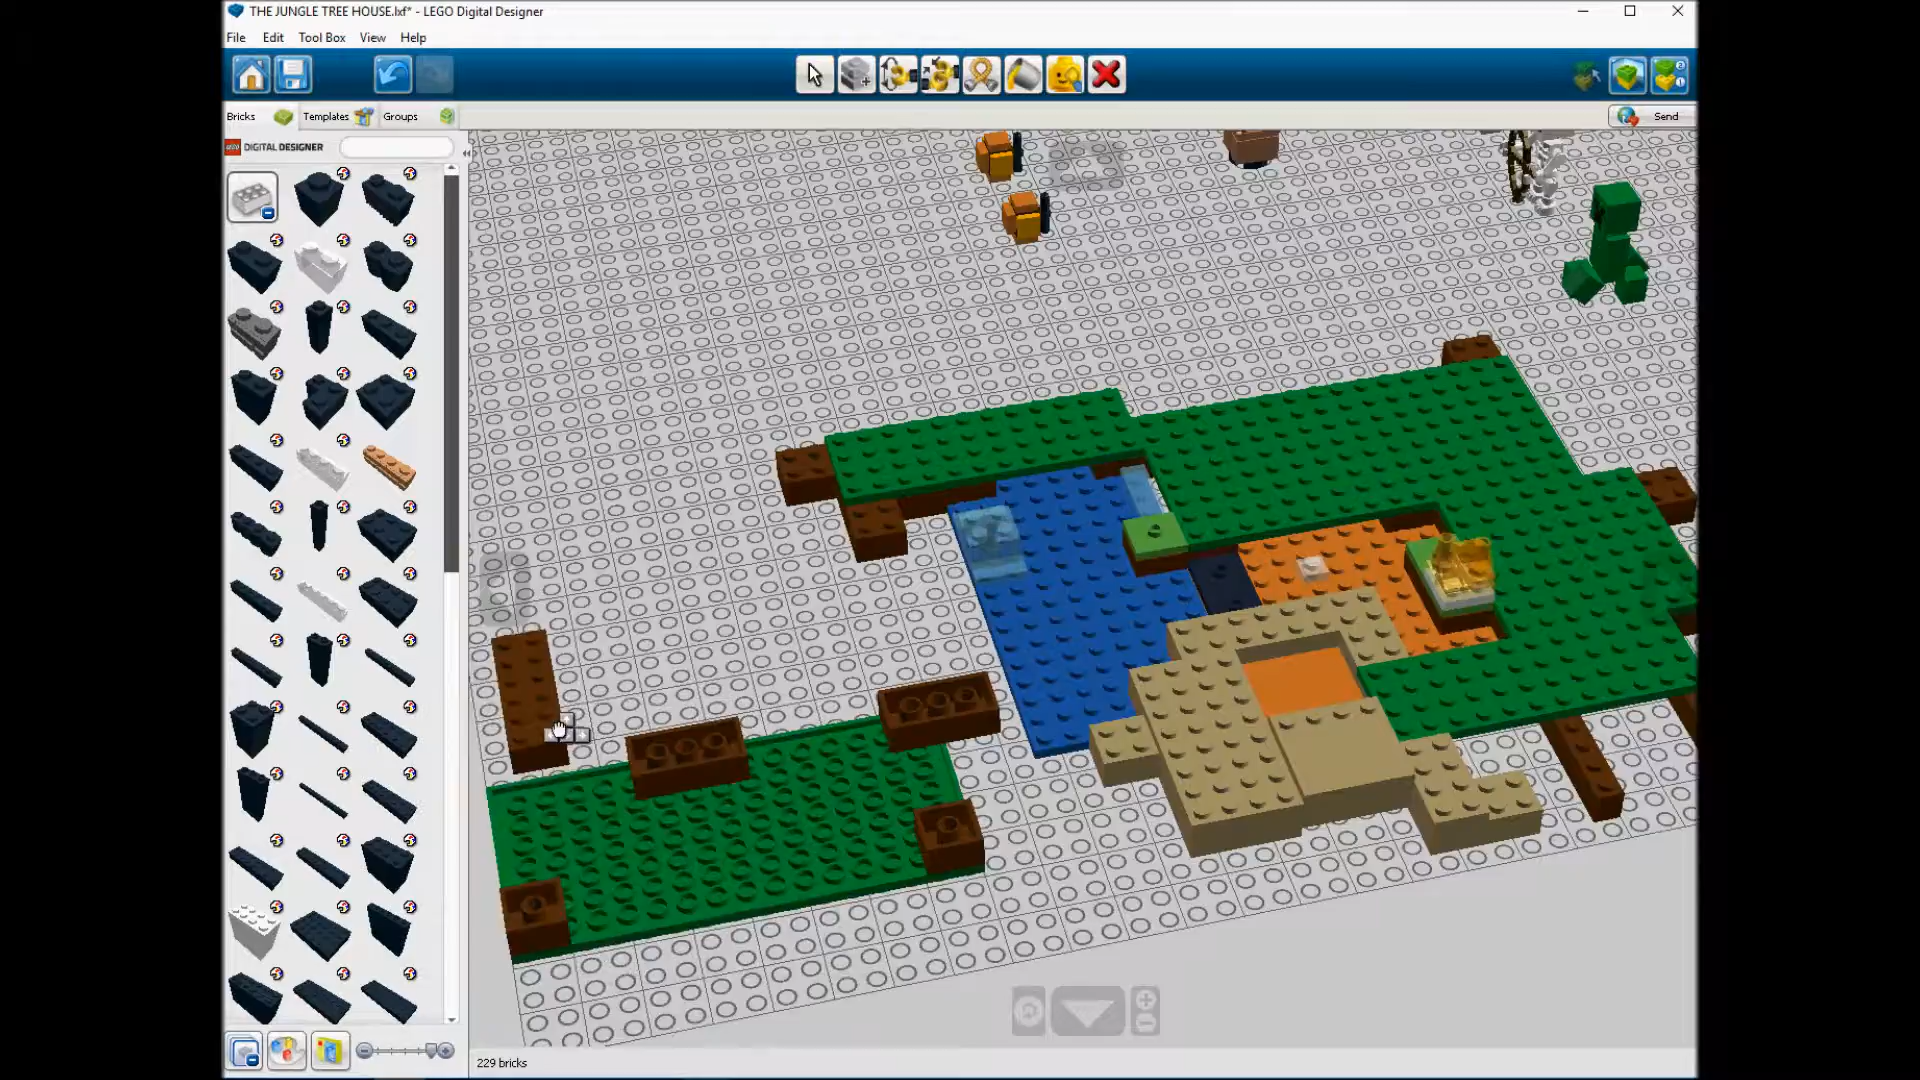 THE JUNGLE TREE HOUSE.lxf* - LEGO Digital Designer
File Edit Tool Box View Help
Bricks Templates Groups
Send
LEGO DIGITAL DESIGNER
229 bricks